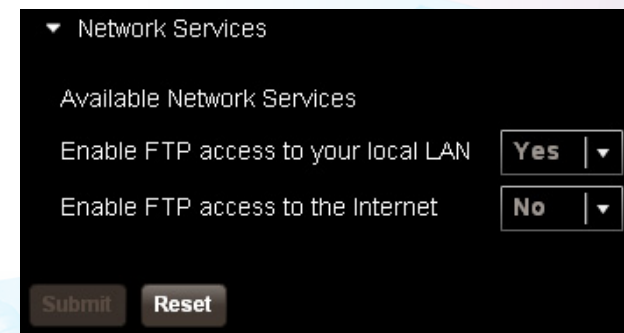 Network Services
Available Network Services
Enable FTP access to your local LAN Yes
Enable FTP access to the Internet No
Submit Reset